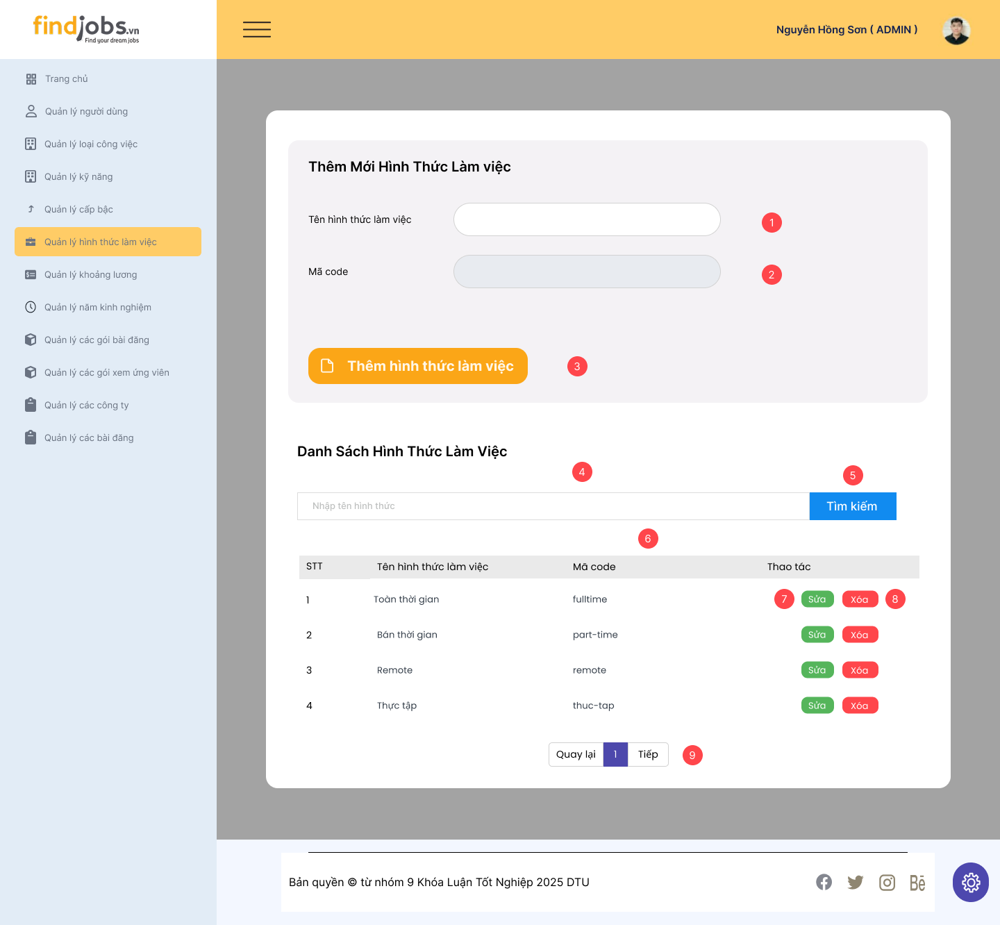 findjobs.vn
Find your dream jobs
Nguyễn Hồng Sơn ( ADMIN )
Trang chủ
Quản lý người dùng
Quản lý loại công việc
Quản lý kỹ năng
Quản lý cấp bậc
Quản lý hình thức làm việc
Quản lý khoảng lương
Quản lý năm kinh nghiệm
Quản lý các gói bài đăng
Quản lý các gói xem ứng viên
Quản lý các công ty
Quản lý các bài đăng
Thêm Mới Hình Thức Làm việc
Tên hình thức làm việc
1
Mã code
2
Thêm hình thức làm việc
3
Danh Sách Hình Thức Làm Việc
4
5
Nhập tên hình thức
Tìm kiếm
6
STT Tên hình thức làm việc Mã code Thao tác
1 Toàn thời gian fulltime 7 Sửa Xóa 8
2 Bán thời gian part-time Sửa Xóa
3 Remote remote Sửa Xóa
4 Thực tập thuc-tap Sửa Xóa
Quay lại 1 Tiếp 9
Bản quyền © từ nhóm 9 Khóa Luận Tốt Nghiệp 2025 DTU